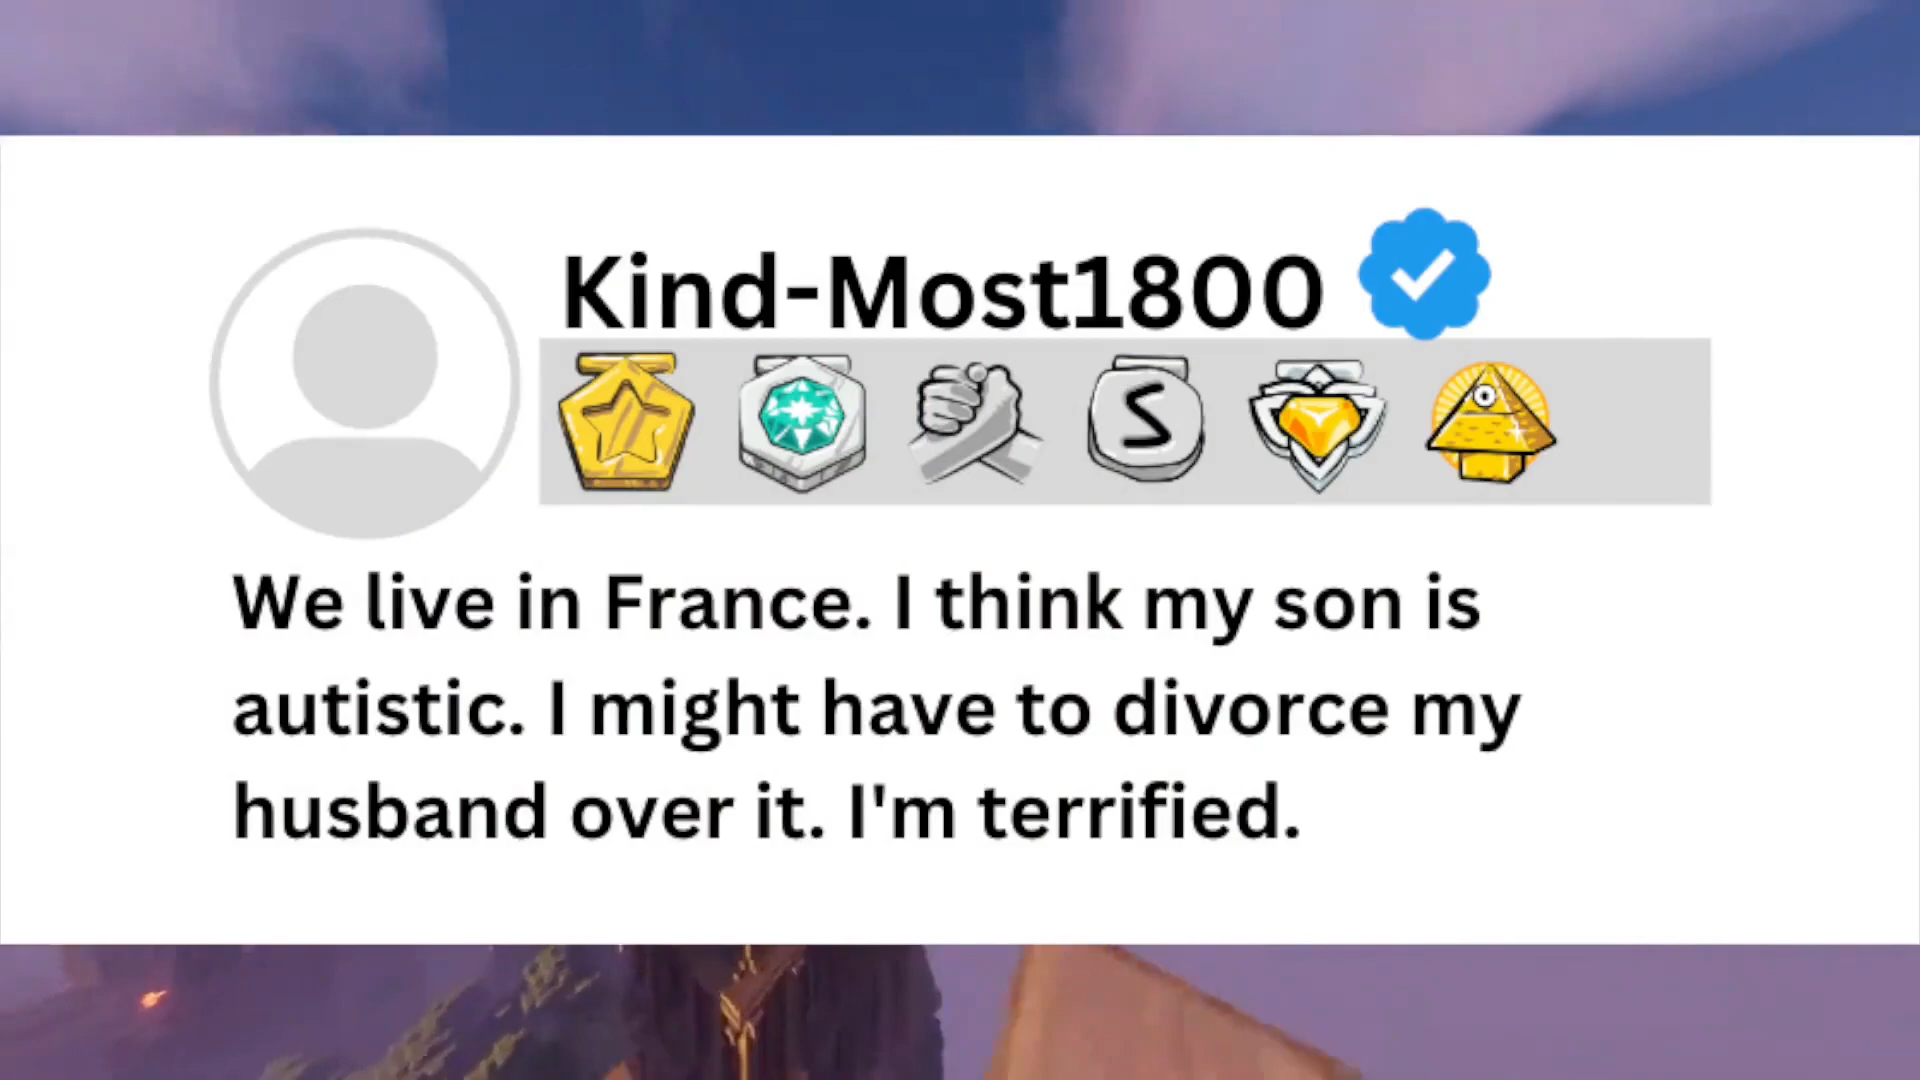 Kind-Most1800
S
We live in France. I think my son is
autistic. I might have to divorce my
husband over it. I'm terrified.